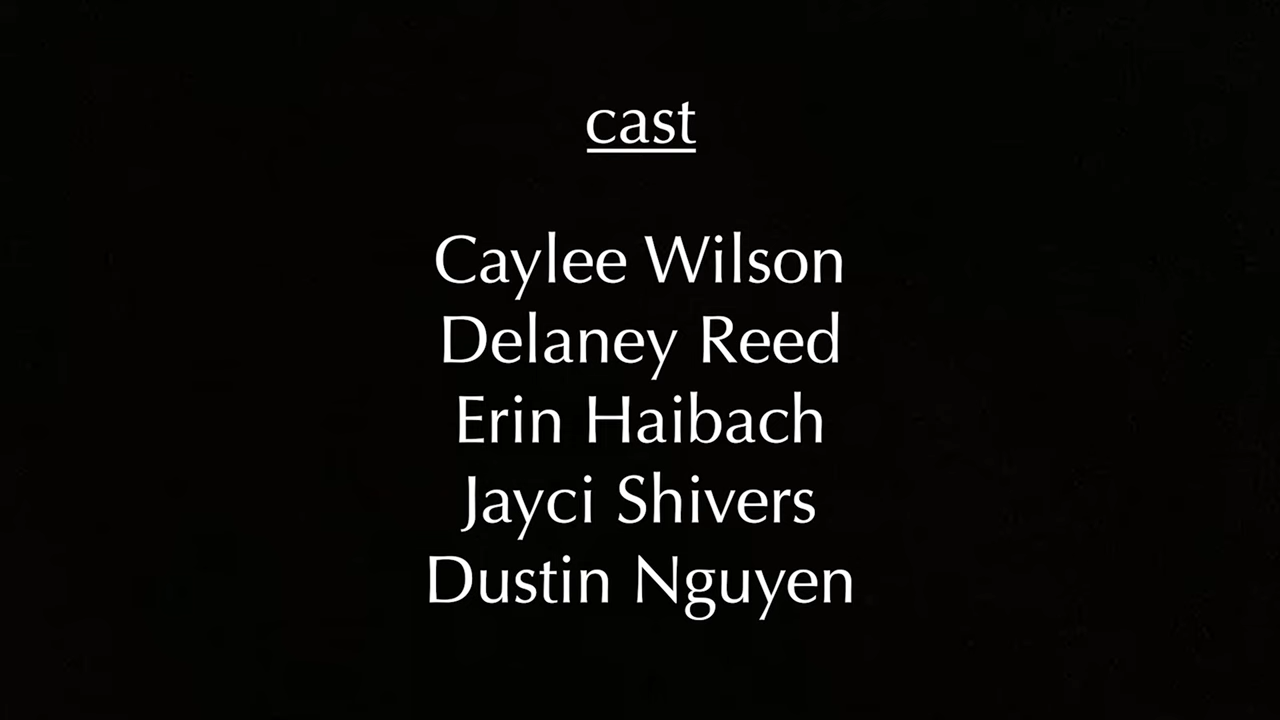 cast
Caylee Wilson
Delaney Reed
Erin Haibach
Jayci Shivers
Dustin Nguyen